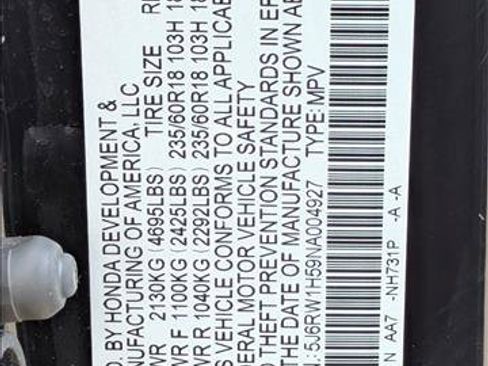 D. BY HONDA DEVELOPMENT &
NUFACTURING OF AMERICA, LLC
WR 2130KG (4695LBS) TIRE SIZE
WR F 1100KG (2425LBS) 235/60R18 103H
WR R 1040KG (2292LBS) 235/60R18 103H
S VEHICLE CONFORMS TO ALL APPLICAB
DERAL MOTOR VEHICLE SAFETY
D THEFT PREVENTION STANDARDS IN EF
THE DATE OF MANUFACTURE SHOWN AB
N: 5J6RW1H59NA004927 TYPE: MPV
N AA7 -NH731P -A -A